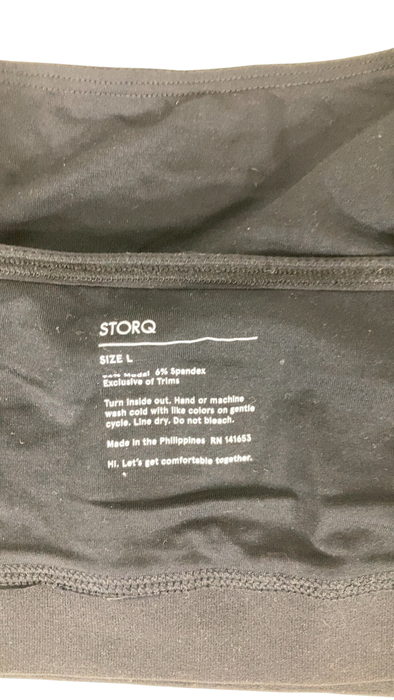 STORQ
SIZE L
Modal 6% Spandex
Exclusive of Trims
Turn inside out. Hand or machine
wash cold with like colors on gentle
cycle. Line dry. Do not bleach.
Made in the Philippines RN 141653
Hi. Let's get comfortable together.